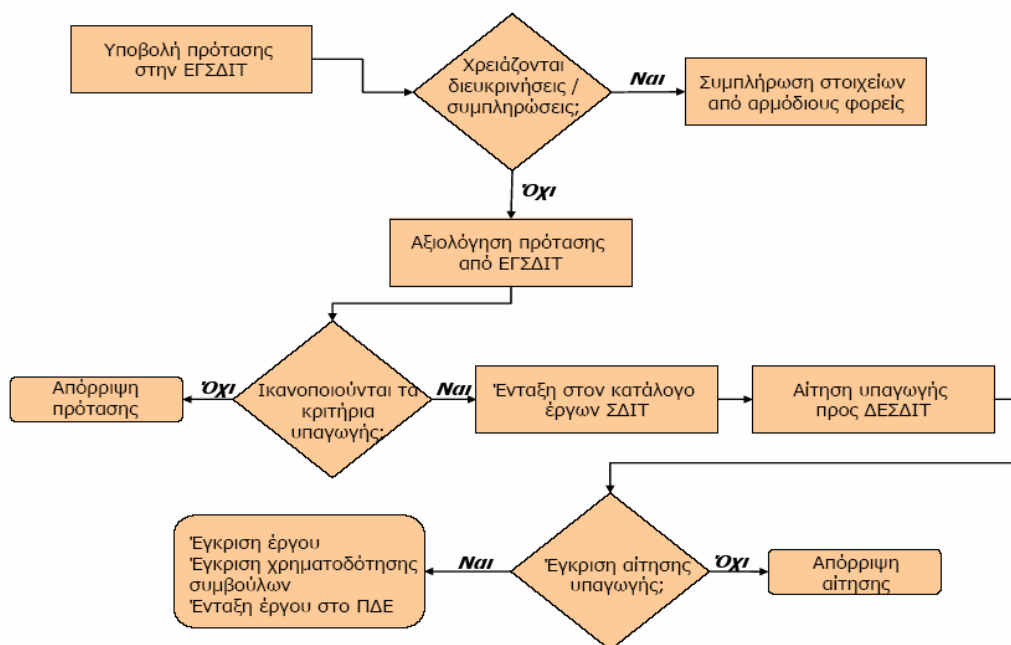 Υποβολή πρότασης
στην ΕΓΣΔΙΤ
Χρειάζονται
διευκρινήσεις /
συμπληρώσεις;
Ναι
Συμπλήρωση στοιχείων
από αρμόδιους φορείς
Όχι
Αξιολόγηση πρότασης
από ΕΓΣΔΙΤ
Απόρριψη
πρότασης
Όχι
Ικανοποιούνται τα
κριτήρια
υπαγωγής;
Ναι
Ένταξη στον κατάλογο
έργων ΣΔΙΤ
Αίτηση υπαγωγής
προς ΔΕΣΔΙΤ
Έγκριση έργου
Έγκριση χρηματοδότησης
συμβούλων
Ένταξη έργου στο ΠΔΕ
Ναι
Έγκριση αίτησης
υπαγωγής;
Όχι
Απόρριψη
αίτησης